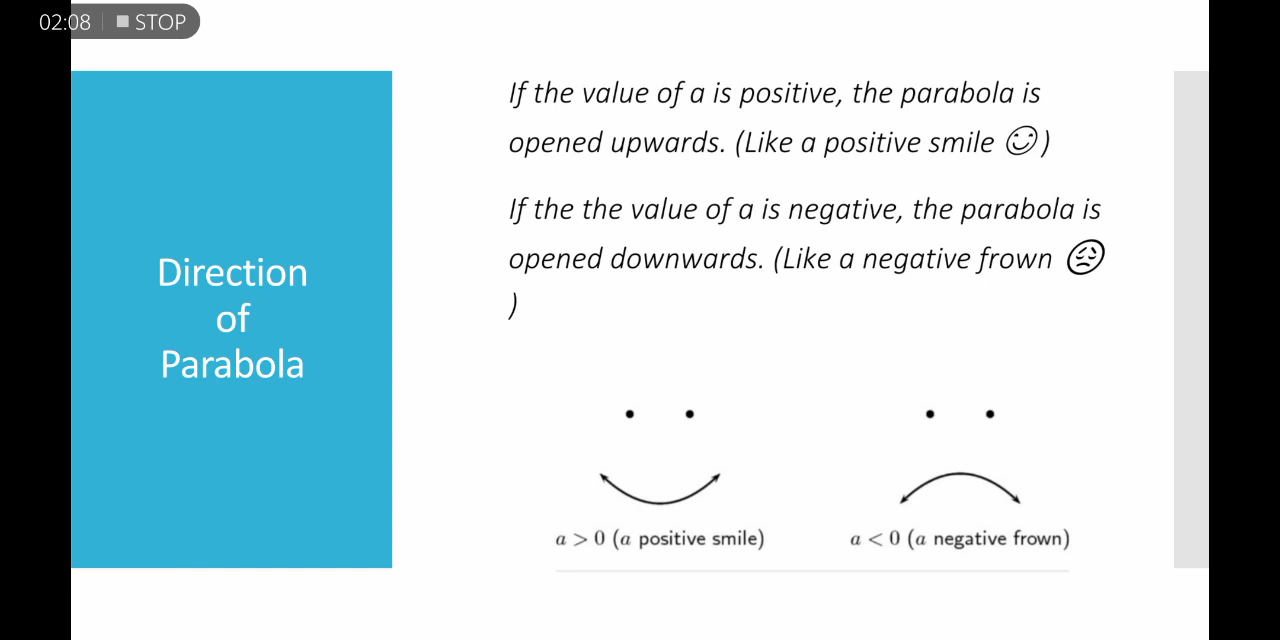 02:08 STOP
Direction
of
Parabola
If the value of a is positive, the parabola is
opened upwards. (Like a positive smile ☺)
If the the value of a is negative, the parabola is
opened downwards. (Like a negative frown 😔
)
a > 0 (a positive smile)
a < 0 (a negative frown)